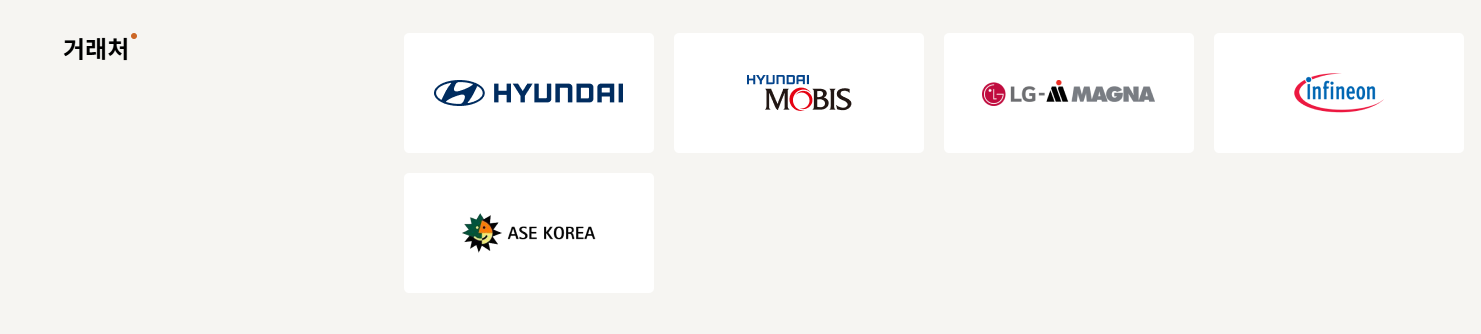 거래처
HYUNDAI
HYUNDAI
MOBIS
LG-MAGNA
infineon
ASE KOREA